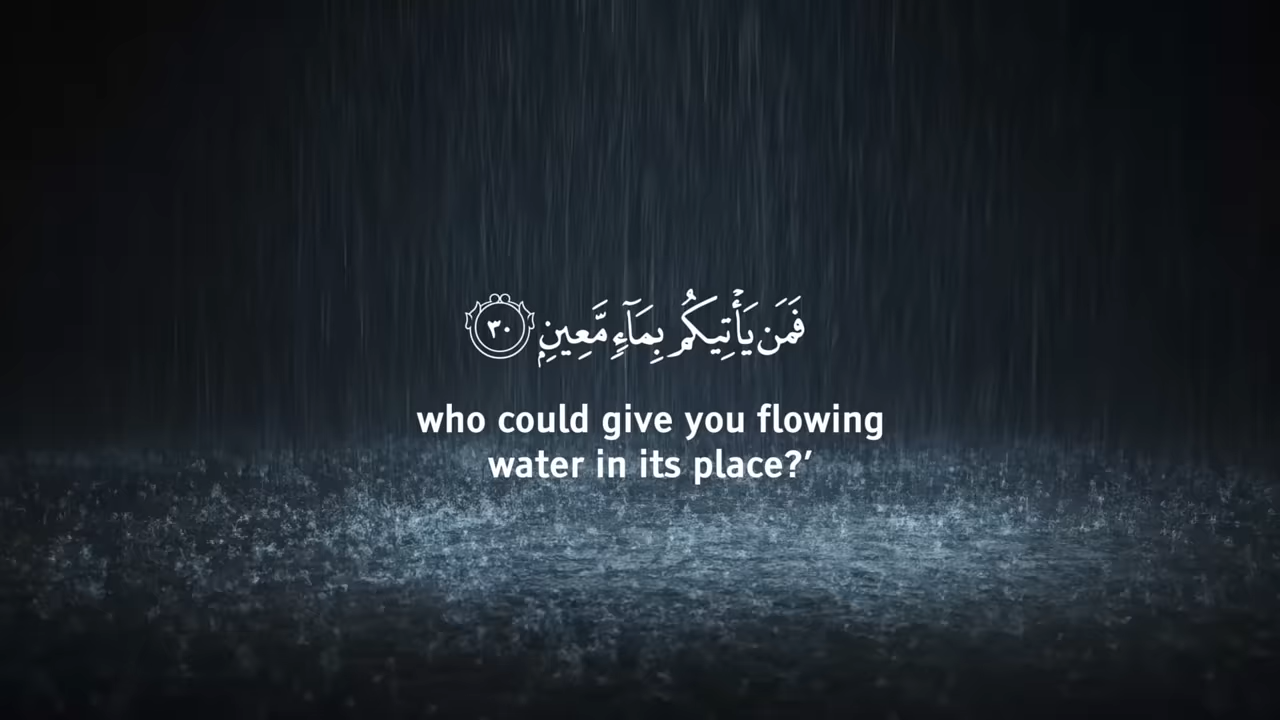 فَمَن يَأۡتِيكُم بِمَآءٖ مَّعِينِۭ ٣٠
who could give you flowing
water in its place?’